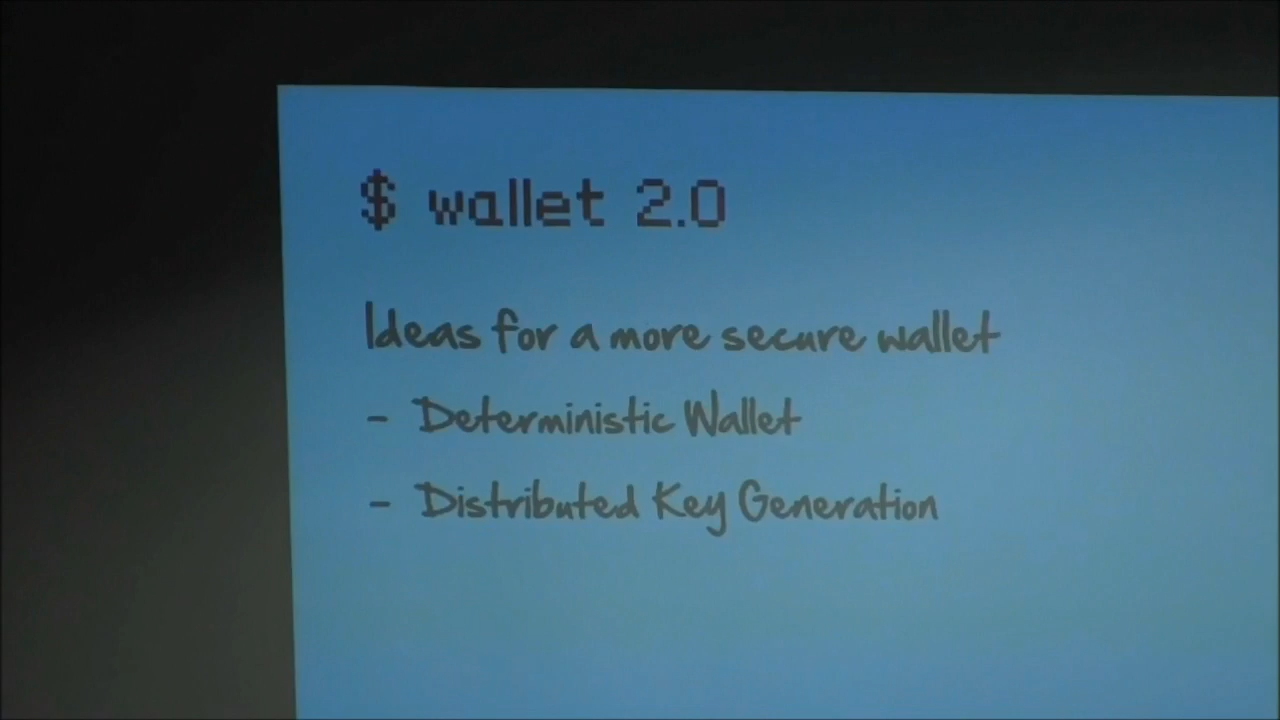 $ wallet 2.0
Ideas for a more secure wallet
- Deterministic Wallet
- Distributed Key Generation